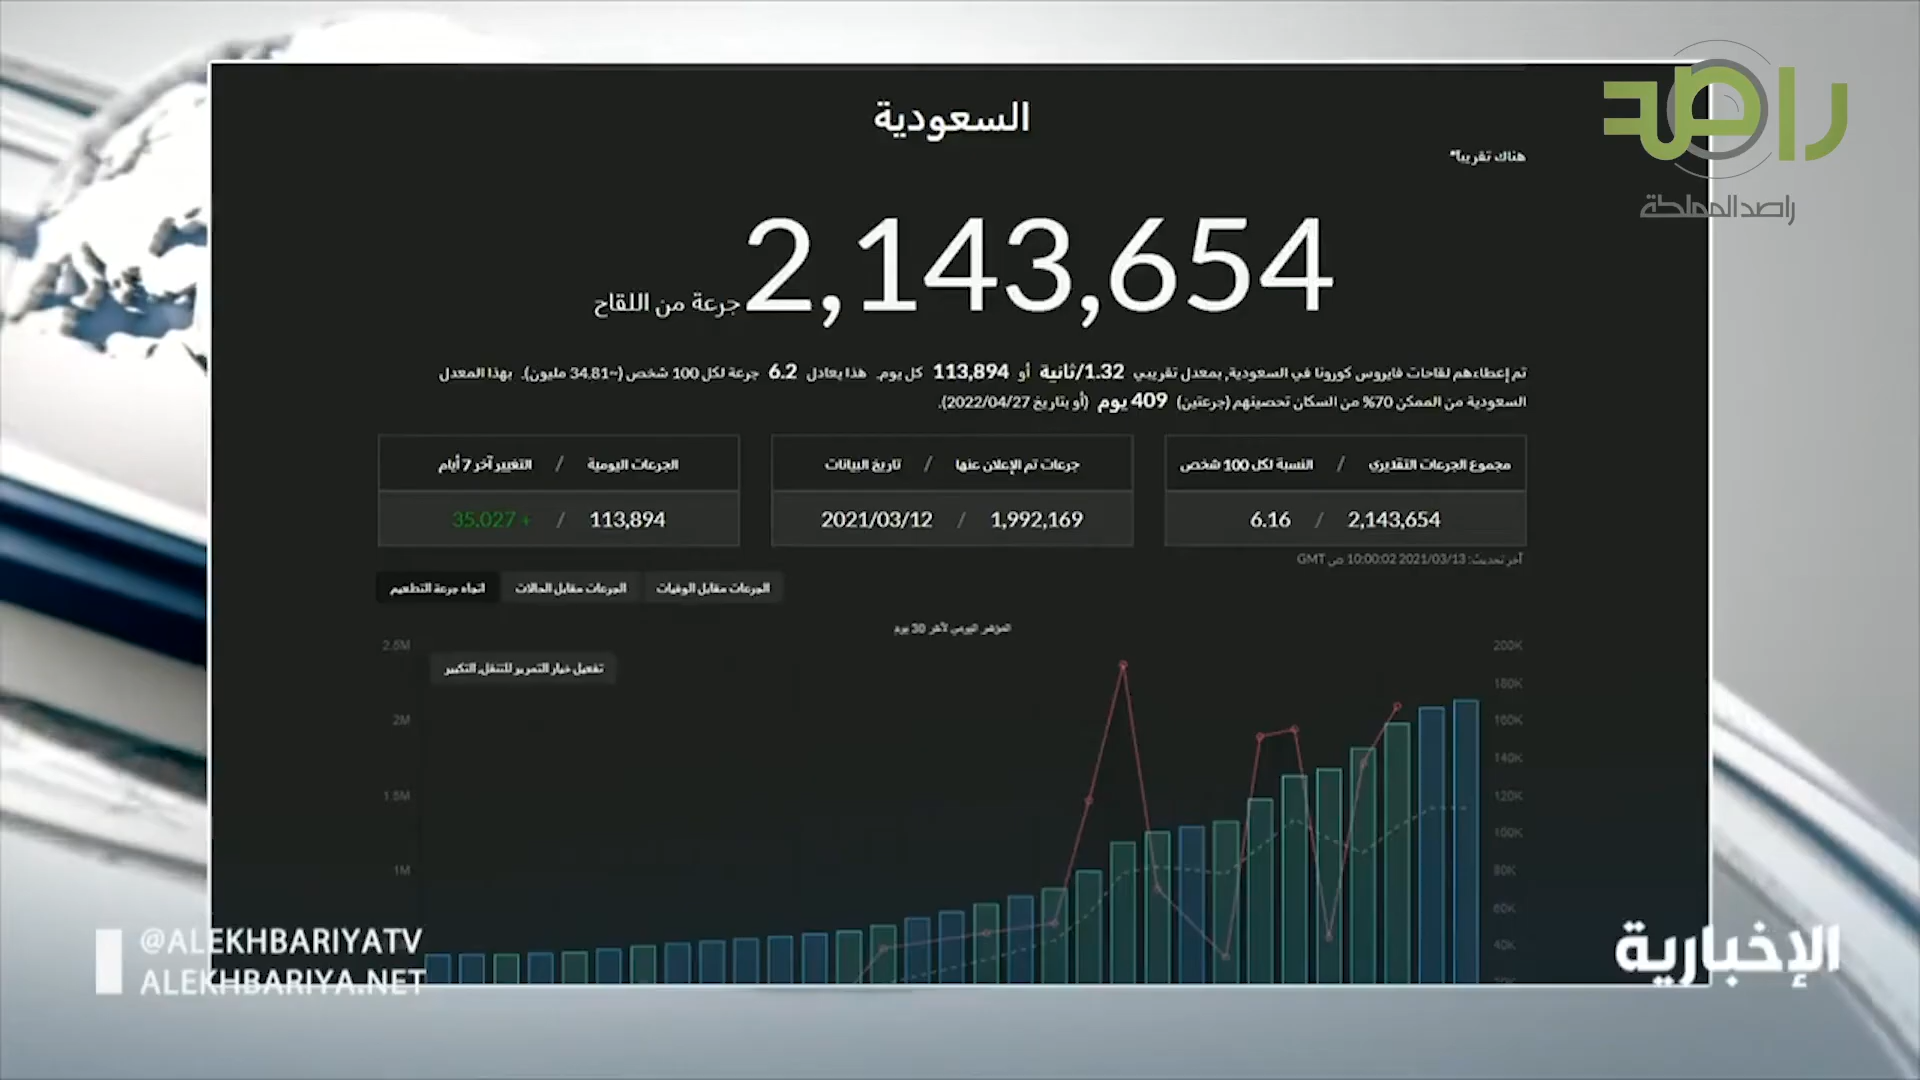 السعودية
راصد
راصد المملكة
هناك تقريباً*
2,143,654 جرعة من اللقاح
تم إعطاءهم لقاحات فايروس كورونا في السعودية, بمعدل تقريبي 1.32/ثانية أو 113,894 كل يوم. هذا يعادل 6.2 جرعة لكل 100 شخص (~34.81 مليون). بهذا المعدل
السعودية من الممكن 70% من السكان تحصينهم (جرعتين) 409 يوم (أو بتاريخ 2022/04/27).
مجموع الجرعات التقديري / النسبة لكل 100 شخص
2,143,654 / 6.16
جرعات تم الإعلان عنها / تاريخ البيانات
1,992,169 / 2021/03/12
الجرعات اليومية / التغيير آخر 7 أيام
113,894 / + 35,027
آخر تحديث: 2021/03/13 10:00:02 ص GMT
الجرعات مقابل الوفيات
الجرعات مقابل الحالات
اتجاه جرعة التطعيم
المؤشر اليومي لآخر 30 يوم
تفعيل خيار التمرير للتنقل, التكبير
2.5M
2M
1.5M
1M
200K
180K
160K
140K
120K
100K
80K
60K
40K
@ALEKHBARIYATV
ALEKHBARIYA.NET
الإخبارية